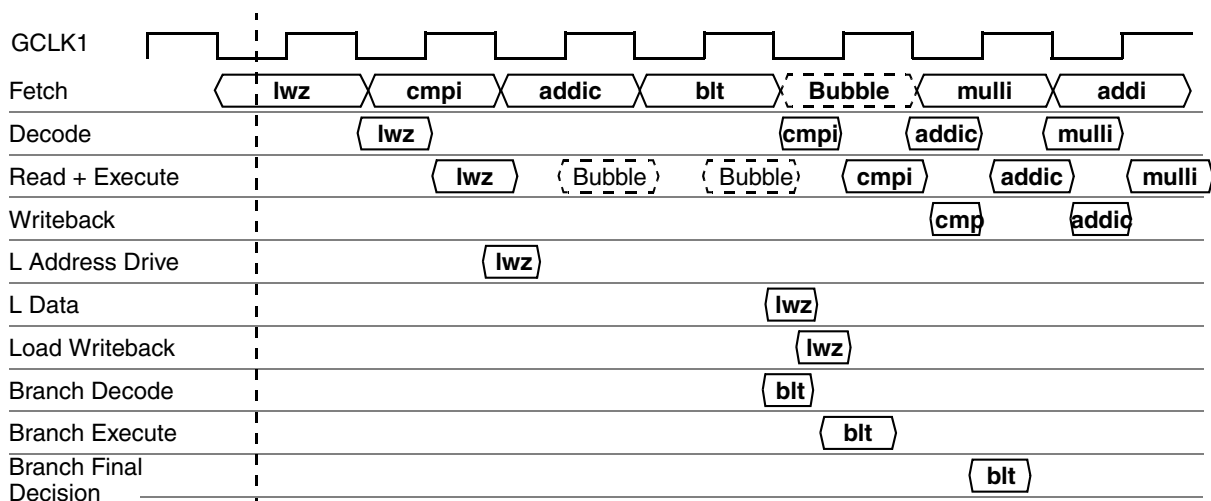 GCLK1
Fetch lwz cmpi addic blt Bubble mulli addi
Decode lwz cmpi addic mulli
Read + Execute lwz Bubble Bubble cmpi addic mulli
Writeback cmp addic
L Address Drive lwz
L Data lwz
Load Writeback lwz
Branch Decode blt
Branch Execute blt
Branch Final
Decision blt